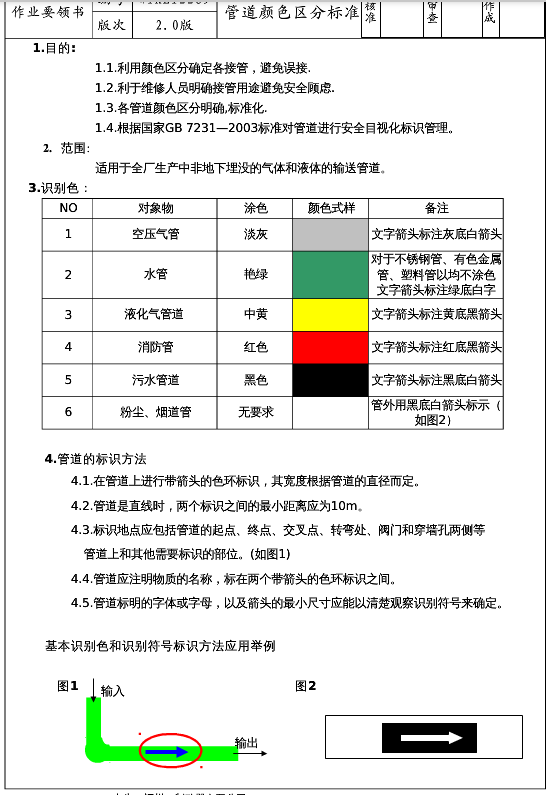 作业要领书
版次 2.0版
管道颜色区分标准
核准
审查
作成
1.目的:
1.1.利用颜色区分确定各接管，避免误接.
1.2.利于维修人员明确接管用途避免安全顾虑.
1.3.各管道颜色区分明确,标准化.
1.4.根据国家GB 7231—2003标准对管道进行安全目视化标识管理。
2. 范围:
适用于全厂生产中非地下埋没的气体和液体的输送管道。
3.识别色：
NO 对象物 涂色 颜色式样 备注
1 空压气管 淡灰 文字箭头标注灰底白箭头
2 水管 艳绿 对于不锈钢管、有色金属
管、塑料管以均不涂色
文字箭头标注绿底白字
3 液化气管道 中黄 文字箭头标注黄底黑箭头
4 消防管 红色 文字箭头标注红底黑箭头
5 污水管道 黑色 文字箭头标注黑底白箭头
6 粉尘、烟道管 无要求 管外用黑底白箭头标示（
如图2）
4.管道的标识方法
4.1.在管道上进行带箭头的色环标识，其宽度根据管道的直径而定。
4.2.管道是直线时，两个标识之间的最小距离应为10m。
4.3.标识地点应包括管道的起点、终点、交叉点、转弯处、阀门和穿墙孔两侧等
管道上和其他需要标识的部位。(如图1)
4.4.管道应注明物质的名称，标在两个带箭头的色环标识之间。
4.5.管道标明的字体或字母，以及箭头的最小尺寸应能以清楚观察识别符号来确定。
基本识别色和识别符号标识方法应用举例
图1 输入
图2
输出